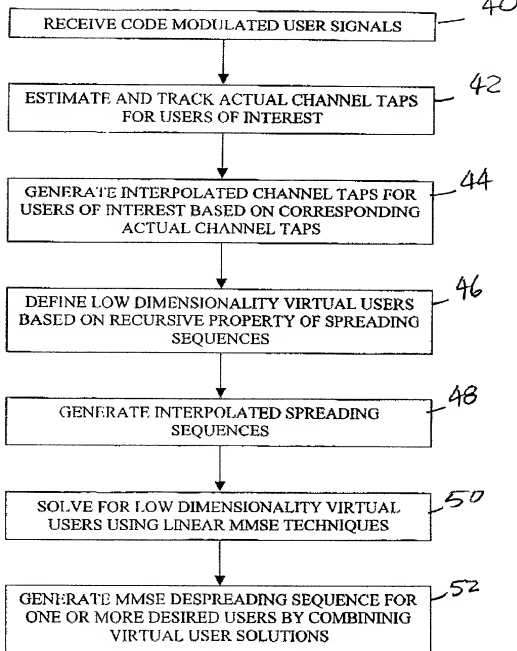 40
RECEIVE CODE MODULATED USER SIGNALS
42
ESTIMATE AND TRACK ACTUAL CHANNEL TAPS
FOR USERS OF INTEREST
44
GENERATE INTERPOLATED CHANNEL TAPS FOR
USERS OF INTEREST BASED ON CORRESPONDING
ACTUAL CHANNEL TAPS
46
DEFINE LOW DIMENSIONALITY VIRTUAL USERS
BASED ON RECURSIVE PROPERTY OF SPREADING
SEQUENCES
48
GENERATE INTERPOLATED SPREADING
SEQUENCES
50
SOLVE FOR LOW DIMENSIONALITY VIRTUAL
USERS USING LINEAR MMSE TECHNIQUES
52
GENERATE MMSE DESPREADING SEQUENCE FOR
ONE OR MORE DESIRED USERS BY COMBININIG
VIRTUAL USER SOLUTIONS